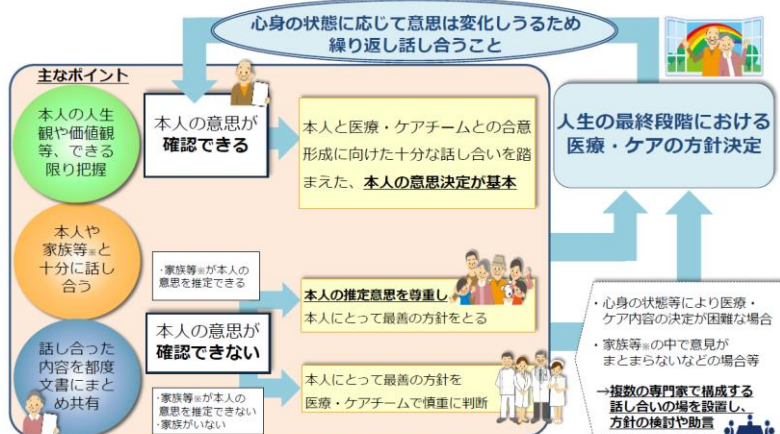 心身の状態に応じて意思は変化しうるため
繰り返し話し合うこと
主なポイント
本人の人生
観や価値観
等、できる
限り把握
本人の意思が
確認できる
本人と医療・ケアチームとの合意
形成に向けた十分な話し合いを踏
まえた、本人の意思決定が基本
人生の最終段階における
医療・ケアの方針決定
本人や
家族等※と
十分に話し
合う
・家族等※が本人の
意思を推定できる
本人の推定意思を尊重し、
本人にとって最善の方針をとる
本人の意思が
確認できない
話し合った
内容を都度
文書にまと
め共有
・家族等※が本人の
意思を推定できない
・家族がいない
本人にとって最善の方針を
医療・ケアチームで慎重に判断
・心身の状態等により医療・
ケア内容の決定が困難な場合
・家族等※の中で意見が
まとまらないなどの場合等
→複数の専門家で構成する
話し合いの場を設置し、
方針の検討や助言